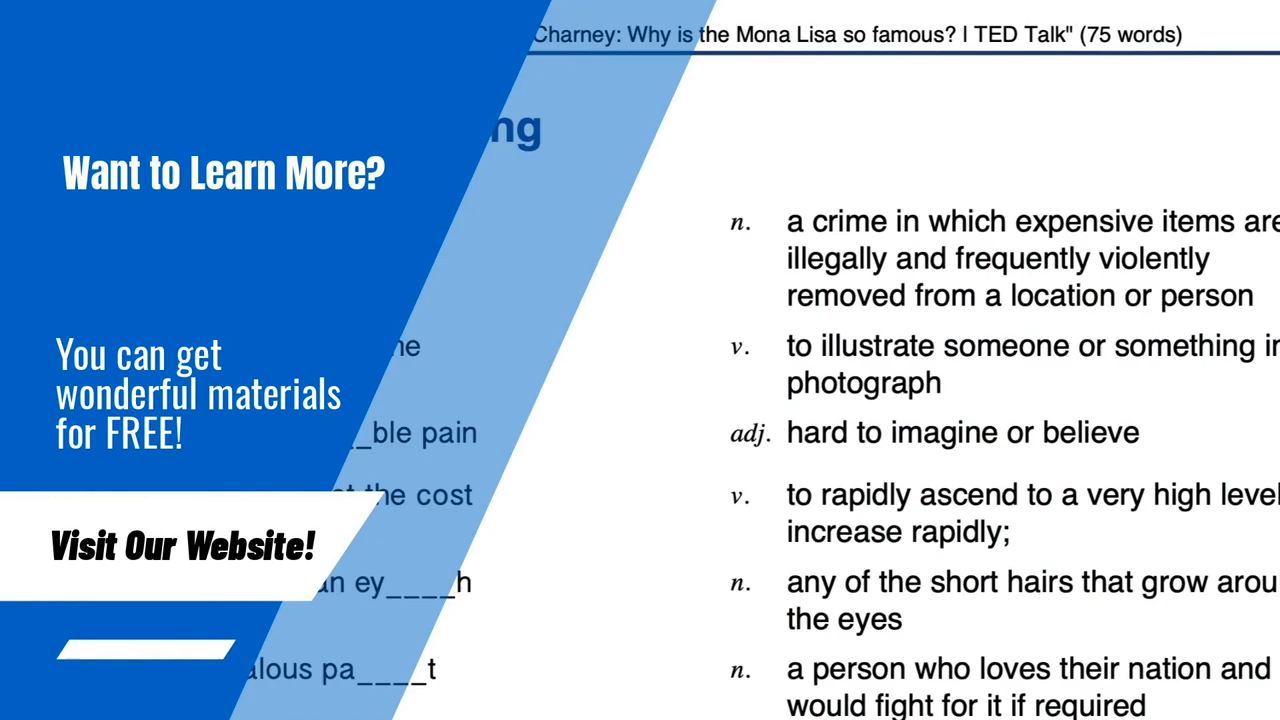 Charney: Why is the Mona Lisa so famous? | TED Talk" (75 words)
ng
Want to Learn More?
You can get
wonderful materials
for FREE!
Visit Our Website!
ne
_ble pain
the cost
an ey____h
alous pa____t
n. a crime in which expensive items are
illegally and frequently violently
removed from a location or person
v. to illustrate someone or something in
photograph
adj. hard to imagine or believe
v. to rapidly ascend to a very high level
increase rapidly;
n. any of the short hairs that grow arou
the eyes
n. a person who loves their nation and
would fight for it if required